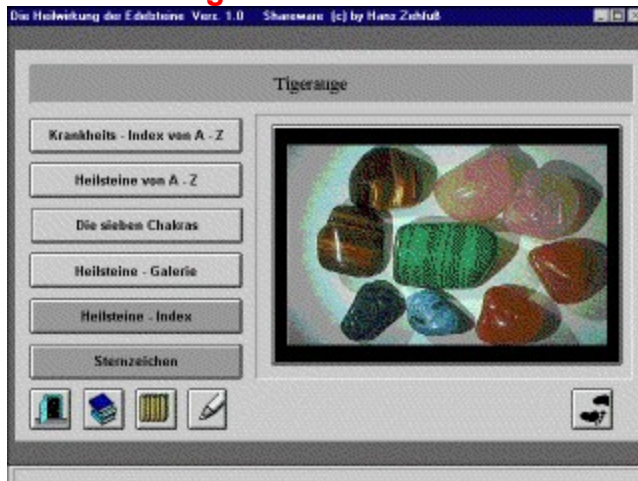 Die Heilwirkung der Edelsteine Vers. 1.0 Shareware (c) by Hans Ziehfuß
Tigerauge
Krankheits - Index von A - Z
Heilsteine von A - Z
Die sieben Chakras
Heilsteine - Galerie
Heilsteine - Index
Sternzeichen